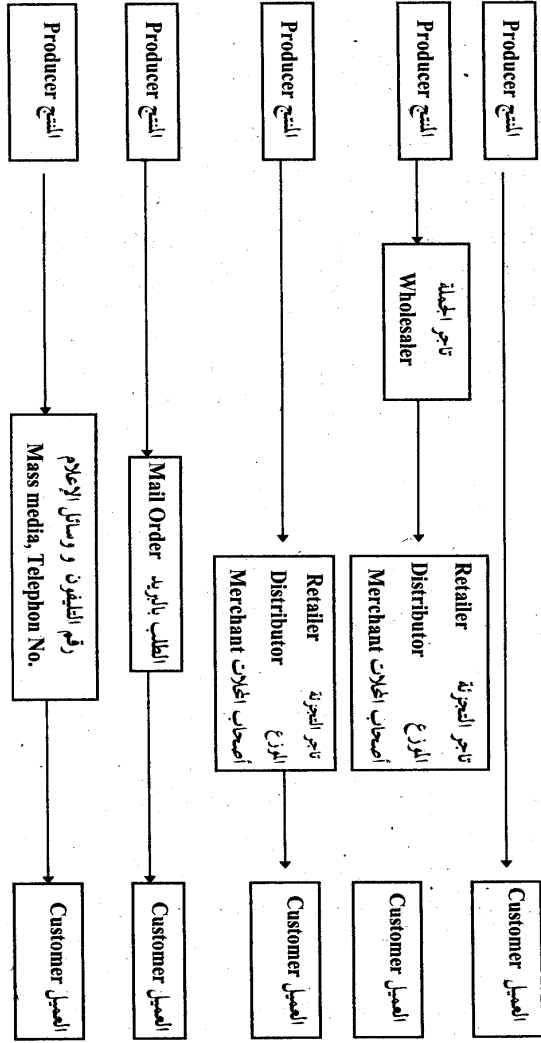 Producer المنتج
Customer العميل
Producer المنتج
تاجر الجملة
Wholesaler
Retailer تاجر التجزئة
Distributor الموزع
Merchant أصحاب المحلات
Customer العميل
Producer المنتج
Retailer تاجر التجزئة
Distributor الموزع
Merchant أصحاب المحلات
Customer العميل
Producer المنتج
Mail Order الطلب بالبريد
Customer العميل
Producer المنتج
رقم التليفون و وسائل الإعلام
Mass media, Telephon No.
Customer العميل